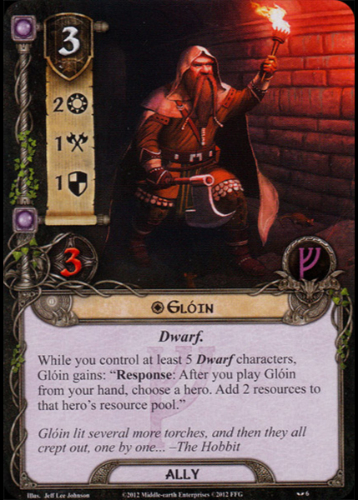 3
2
1
1
3
Glóin
Dwarf.
While you control at least 5 Dwarf characters,
Glóin gains: “Response: After you play Glóin
from your hand, choose a hero. Add 2 resources to
that hero's resource pool.”
Glóin lit several more torches, and then they all
crept out, one by one... –The Hobbit
ALLY
Illus. Jeff Lee Johnson
©2012 Middle-earth Enterprises ©2012 FFG
6